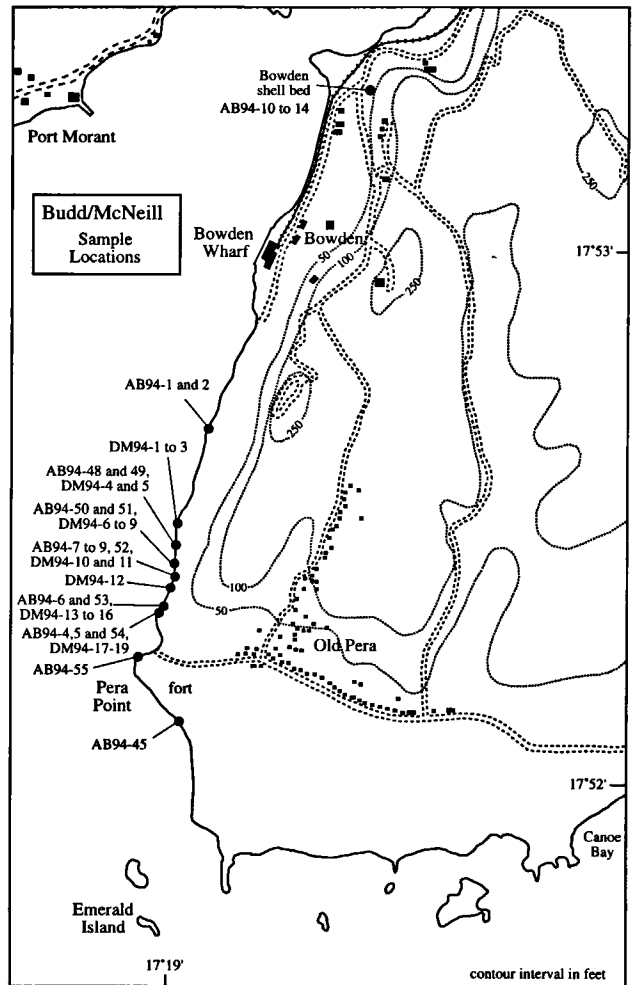 Bowden
shell bed
AB94-10 to 14
Port Morant
250
Budd/McNeill
Sample
Locations
Bowden
Wharf
Bowden
17°53'
50
100
250
AB94-1 and 2
250
DM94-1 to 3
AB94-48 and 49,
DM94-4 and 5
AB94-50 and 51,
DM94-6 to 9
AB94-7 to 9, 52,
DM94-10 and 11
DM94-12
100
AB94-6 and 53,
DM94-13 to 16
50
AB94-4,5 and 54,
DM94-17-19
Old Pera
AB94-55
Pera
Point
fort
AB94-45
17°52'
Canoe
Bay
Emerald
Island
17°19'
contour interval in feet